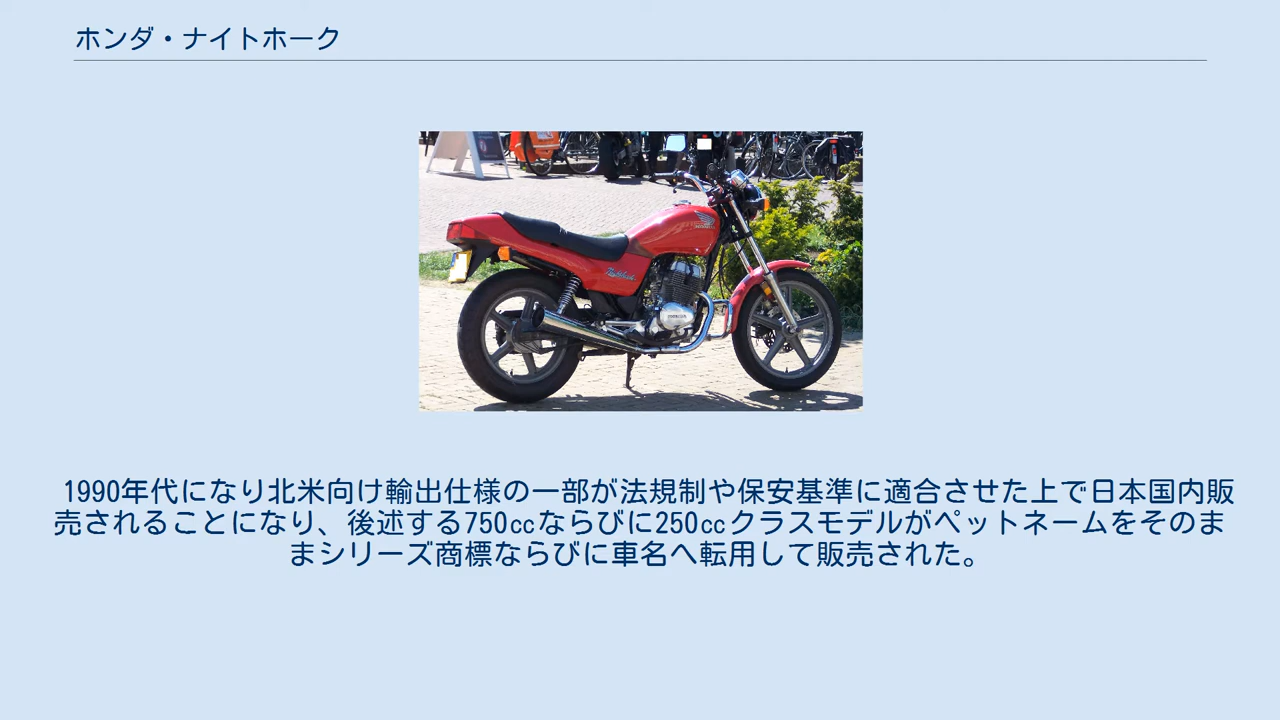 ホンダ・ナイトホーク
1990年代になり北米向け輸出仕様の一部が法規制や保安基準に適合させた上で日本国内販
売されることになり、後述する750㏄ならびに250㏄クラスモデルがペットネームをそのま
まシリーズ商標ならびに車名へ転用して販売された。